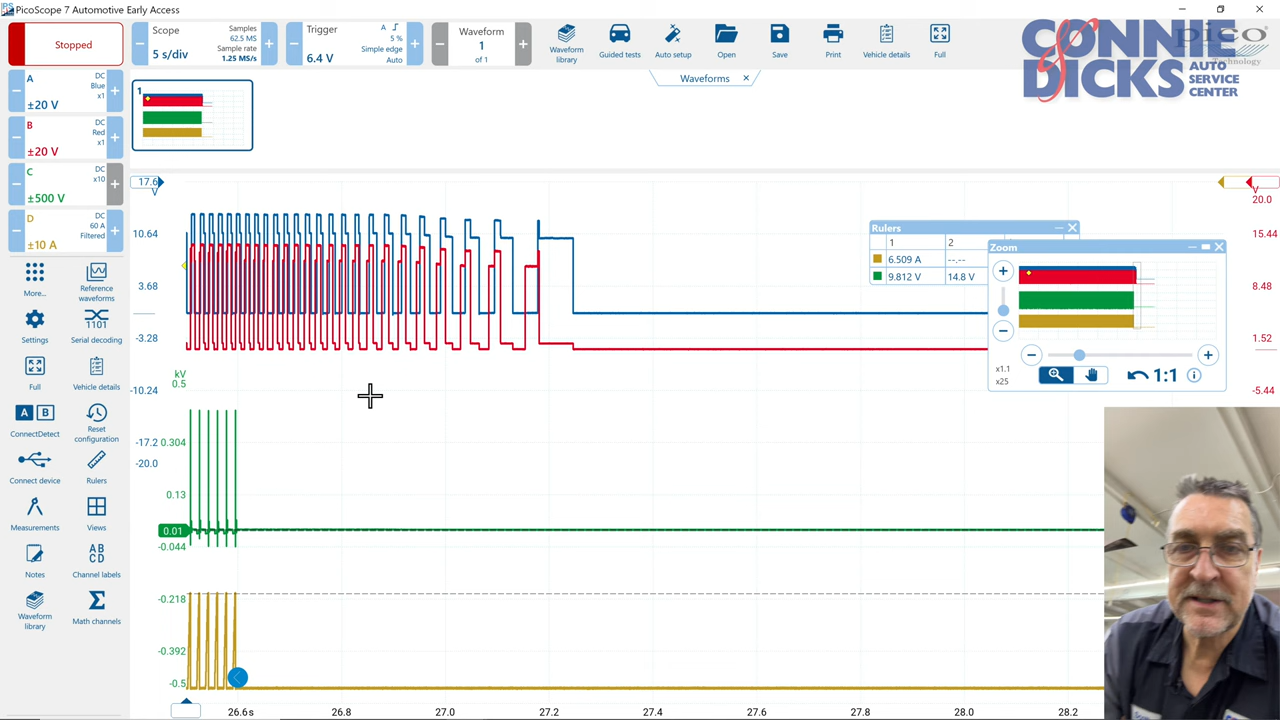 PicoScope 7 Automotive Early Access
Stopped
Scope
5 s/div
Samples
62.5 MS
Sample rate
1.25 MS/s
Trigger
6.4 V
A
5 %
Simple edge
Auto
Waveform
1
of 1
Waveform
library
Guided tests
Auto setup
Open
Save
Print
Vehicle details
Full
CONNIE
&
DICKS
AUTO
SERVICE
CENTER
pico
Technology
Waveforms
A
DC
Blue
x1
±20 V
B
DC
Red
x1
±20 V
C
DC
x10
±500 V
D
DC
60 A
Filtered
±10 A
1
More...
Reference
waveforms
Settings
Serial decoding
Full
Vehicle details
ConnectDetect
Reset
configuration
Connect device
Rulers
Measurements
Views
Notes
Channel labels
Waveform
library
Math channels
A B
1101
AB
CD
17.6
V
10.64
3.68
-3.28
-10.24
-17.2
-20.0
kV
0.5
0.304
0.13
0.01
-0.044
-0.218
-0.392
-0.5
V
20.0
15.44
8.48
1.52
-5.44
Rulers
1 2
6.509 A --.--
9.812 V 14.8 V
Zoom
x1.1
x25
1:1
26.6s 26.8 27.0 27.2 27.4 27.6 27.8 28.0 28.2